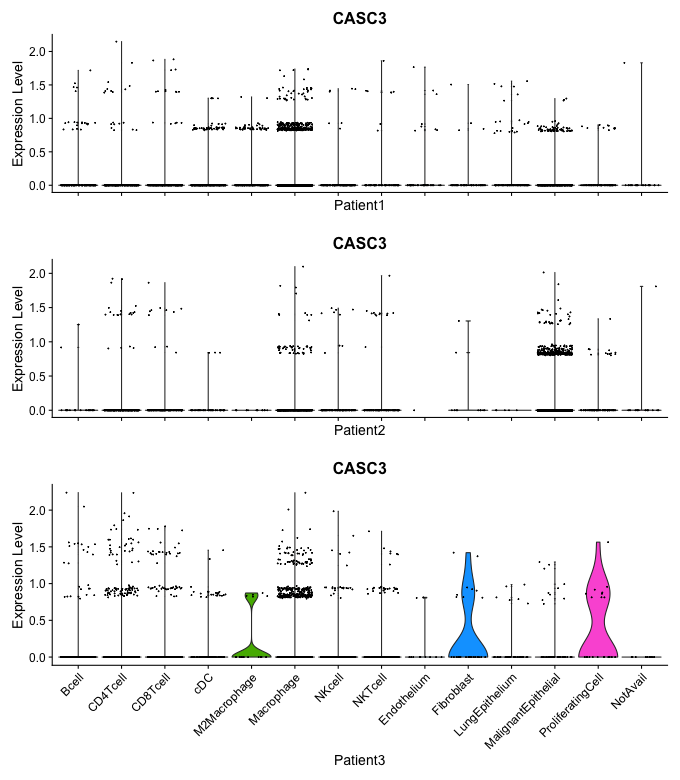 CASC3
Expression Level
2.0
1.5
1.0
0.5
0.0
Patient1
CASC3
Expression Level
2.0
1.5
1.0
0.5
0.0
Patient2
CASC3
Expression Level
2.0
1.5
1.0
0.5
0.0
Bcell
CD4Tcell
CD8Tcell
cDC
M2Macrophage
Macrophage
NKcell
NKTcell
Endothelium
Fibroblast
LungEpithelium
MalignantEpithelial
ProliferatingCell
NotAvail
Patient3